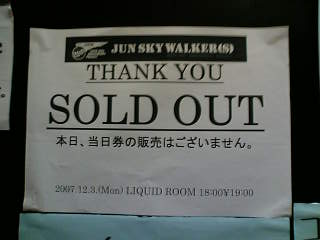 JUN SKY WALKER(S)
THANK YOU
SOLD OUT
本日、当日券の販売はございません。
2007.12.3.(Mon) LIQUID ROOM 18:00¥19:00